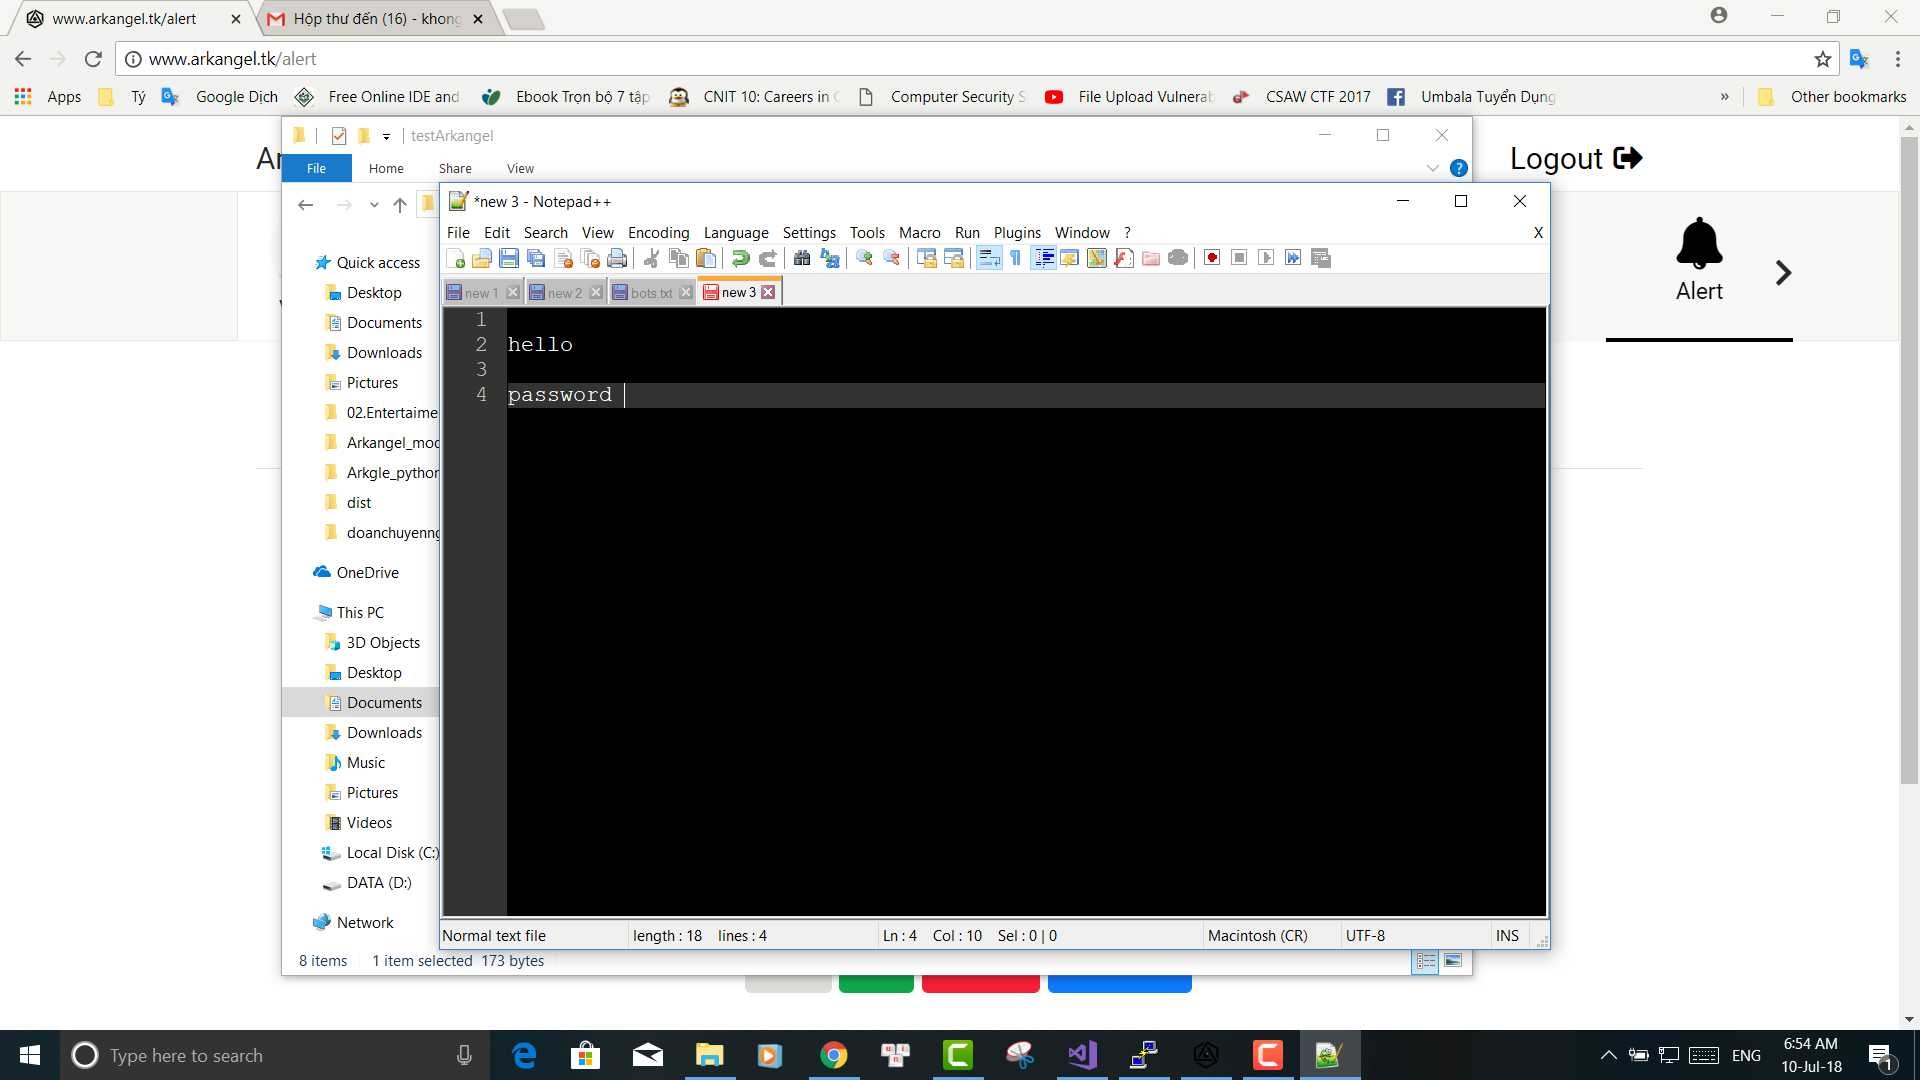 www.arkangel.tk/alert
Hộp thư đến (16) - khong
www.arkangel.tk/alert
Apps
Tý
Google Dịch
Free Online IDE and
Ebook Trọn bộ 7 tập
CNIT 10: Careers in
Computer Security S
File Upload Vulnerab
CSAW CTF 2017
Umbala Tuyển Dụng
»
Other bookmarks
testArkangel
Logout
File
Home
Share
View
*new 3 - Notepad++
File Edit Search View Encoding Language Settings Tools Macro Run Plugins Window ? X
new 1
new 2
bots.txt
new 3
Alert
1
2 hello
3
4 password
Quick access
Desktop
Documents
Downloads
Pictures
02.Entertaime
Arkangel_mod
Arkgle_python
dist
doanchuyenng
OneDrive
This PC
3D Objects
Desktop
Documents
Downloads
Music
Pictures
Videos
Local Disk (C:)
DATA (D:)
Network
Normal text file
length : 18 lines : 4
Ln : 4 Col : 10 Sel : 0 | 0
Macintosh (CR)
UTF-8
INS
8 items
1 item selected 173 bytes
Type here to search
ENG
6:54 AM
10-Jul-18
1